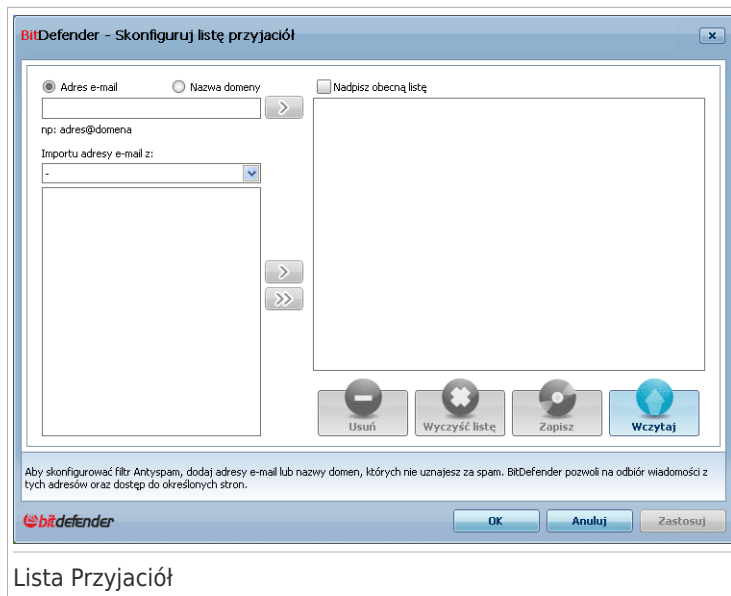 BitDefender - Skonfiguruj listę przyjaciół
Adres e-mail
Nazwa domeny
Nadpisz obecną listę
np: adres@domena
Importu adresy e-mail z:
-
Usuń
Wyczyść listę
Zapisz
Wczytaj
Aby skonfigurować filtr Antyspam, dodaj adresy e-mail lub nazwy domen, których nie uznajesz za spam. BitDefender pozwoli na odbiór wiadomości z
tych adresów oraz dostęp do określonych stron.
bitdefender
OK
Anuluj
Zastosuj
Lista Przyjaciół